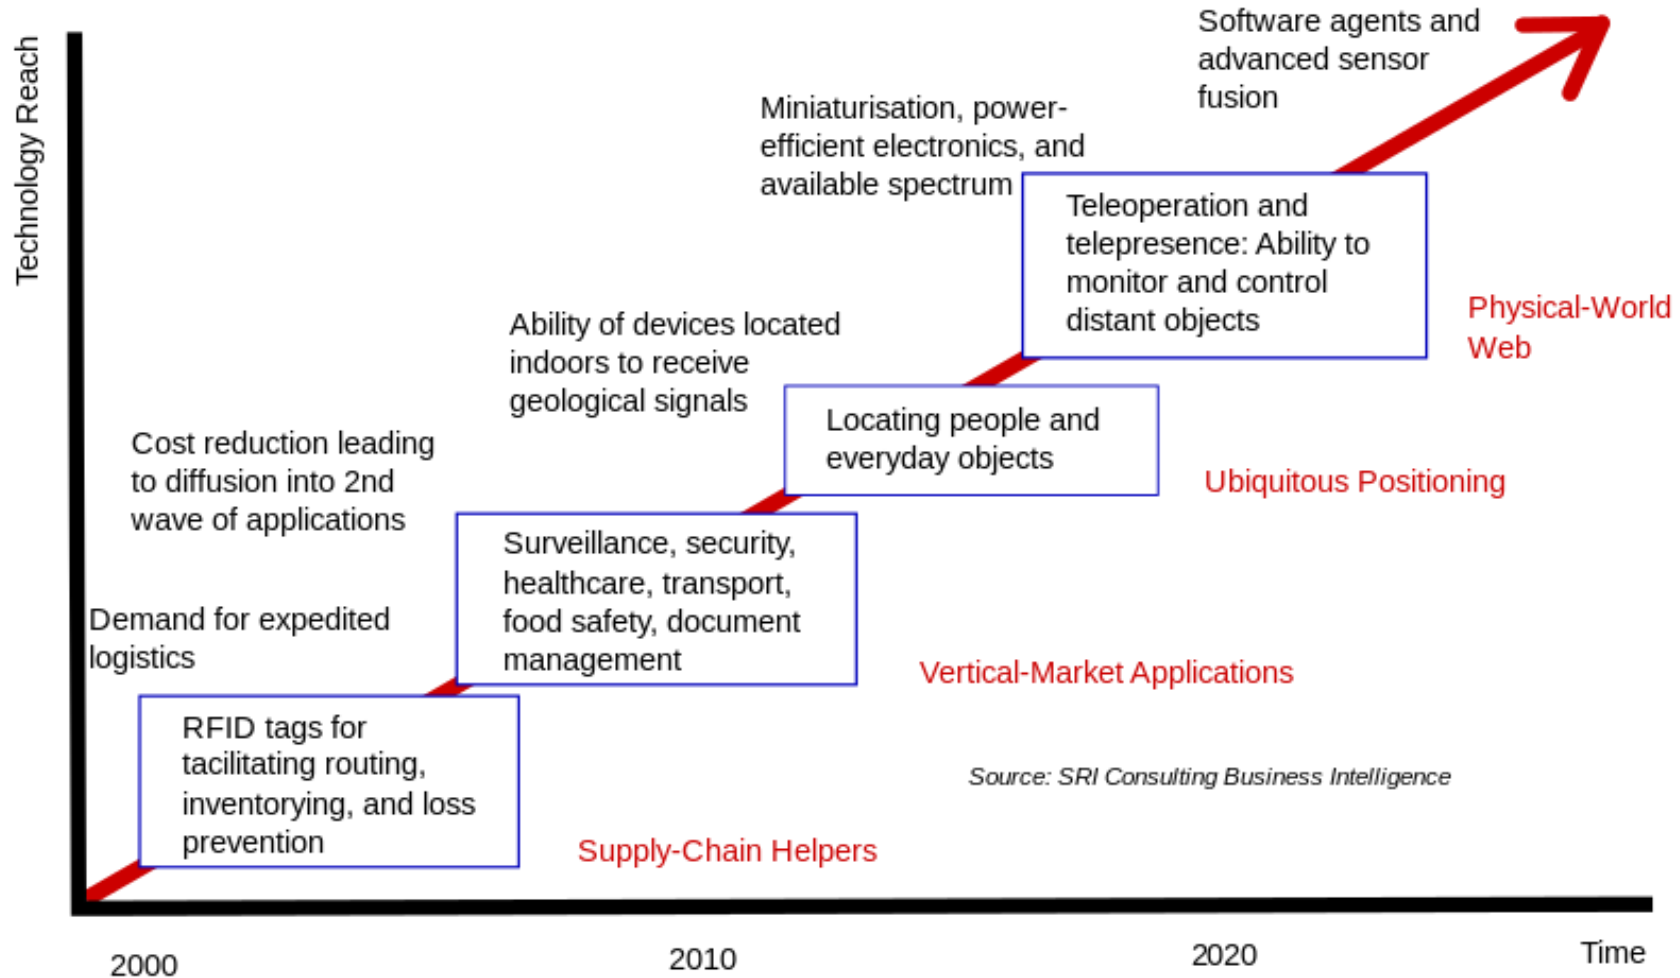 Technology Reach
Software agents and
advanced sensor
fusion
Miniaturisation, power-
efficient electronics, and
available spectrum
Teleoperation and
telepresence: Ability to
monitor and control
distant objects
Physical-World
Web
Ability of devices located
indoors to receive
geological signals
Locating people and
everyday objects
Ubiquitous Positioning
Cost reduction leading
to diffusion into 2nd
wave of applications
Surveillance, security,
healthcare, transport,
food safety, document
management
Vertical-Market Applications
Demand for expedited
logistics
RFID tags for
tacilitating routing,
inventorying, and loss
prevention
Supply-Chain Helpers
Source: SRI Consulting Business Intelligence
2000
2010
2020
Time